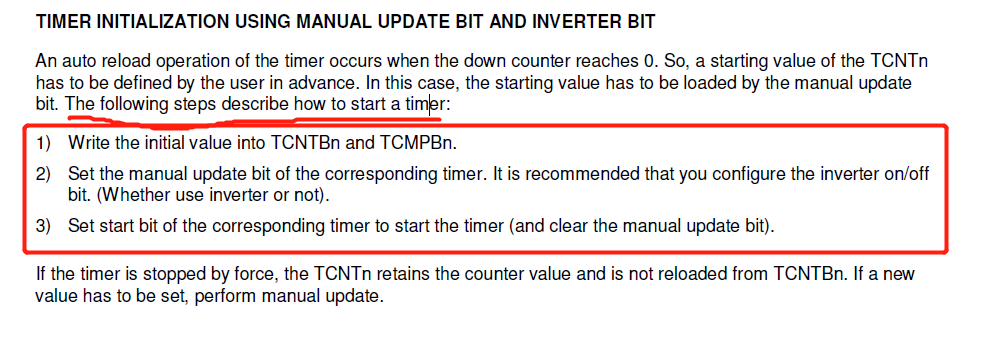 TIMER INITIALIZATION USING MANUAL UPDATE BIT AND INVERTER BIT
An auto reload operation of the timer occurs when the down counter reaches 0. So, a starting value of the TCNTn
has to be defined by the user in advance. In this case, the starting value has to be loaded by the manual update
bit. The following steps describe how to start a timer:
1) Write the initial value into TCNTBn and TCMPBn.
2) Set the manual update bit of the corresponding timer. It is recommended that you configure the inverter on/off
bit. (Whether use inverter or not).
3) Set start bit of the corresponding timer to start the timer (and clear the manual update bit).
If the timer is stopped by force, the TCNTn retains the counter value and is not reloaded from TCNTBn. If a new
value has to be set, perform manual update.